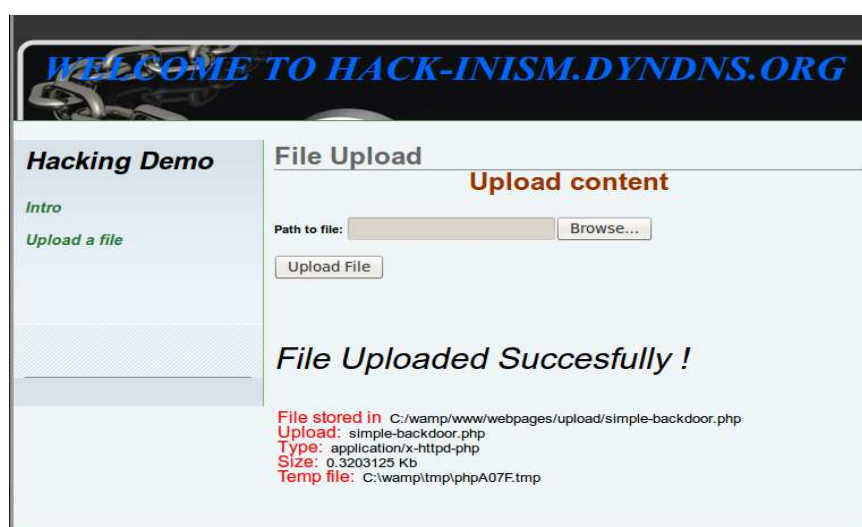 WELCOME TO HACK-INISM.DYNDNS.ORG
Hacking Demo
Intro
Upload a file
File Upload
Upload content
Path to file: Browse...
Upload File
File Uploaded Succesfully !
File stored in C:/wamp/www/webpages/upload/simple-backdoor.php
Upload: simple-backdoor.php
Type: application/x-httpd-php
Size: 0.3203125 Kb
Temp file: C:\wamp\tmp\phpA07F.tmp